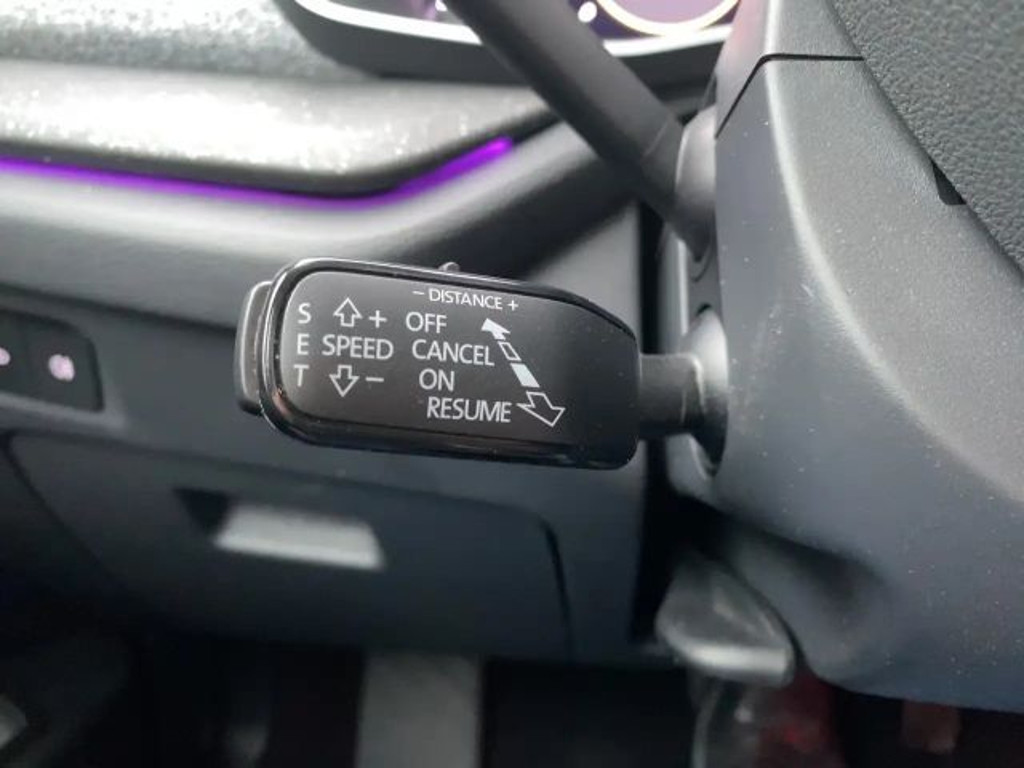 − DISTANCE +
S + OFF
E SPEED CANCEL
T − ON
RESUME